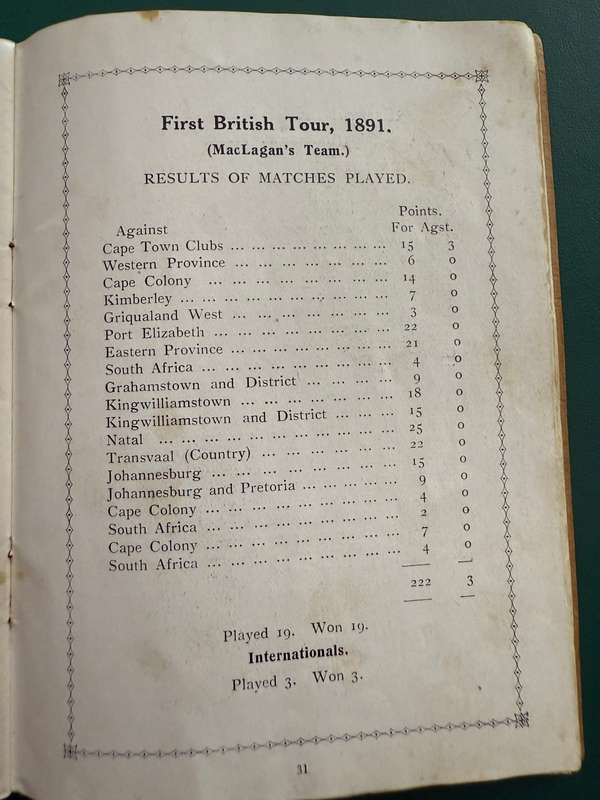 First British Tour, 1891.
(MacLagan's Team.)
RESULTS OF MATCHES PLAYED.
Points.
Against For Agst.
Cape Town Clubs ... ... ... ... ... ... ... ... 15 3
Western Province ... ... ... ... ... ... ... ... 6 0
Cape Colony ... ... ... ... ... ... ... ... ... 14 0
Kimberley ... ... ... ... ... ... ... ... ... ... 7 0
Griqualand West ... ... ... ... ... ... ... ... 3 0
Port Elizabeth ... ... ... ... ... ... ... ... ... 22 0
Eastern Province ... ... ... ... ... ... ... ... 21 0
South Africa ... ... ... ... ... ... ... ... ... 4 0
Grahamstown and District ... ... ... ... 9 0
Kingwilliamstown ... ... ... ... ... ... ... ... 18 0
Kingwilliamstown and District ... ... ... 15 0
Natal ... ... ... ... ... ... ... ... ... ... ... 25 0
Transvaal (Country) ... ... ... ... ... ... 22 0
Johannesburg ... ... ... ... ... ... ... ... ... 15 0
Johannesburg and Pretoria ... ... ... ... 9 0
Cape Colony ... ... ... ... ... ... ... ... ... 4 0
South Africa ... ... ... ... ... ... ... ... ... 2 0
Cape Colony ... ... ... ... ... ... ... ... ... 7 0
South Africa ... ... ... ... ... ... ... ... ... 4 0
222 3
Played 19. Won 19.
Internationals.
Played 3. Won 3.
31